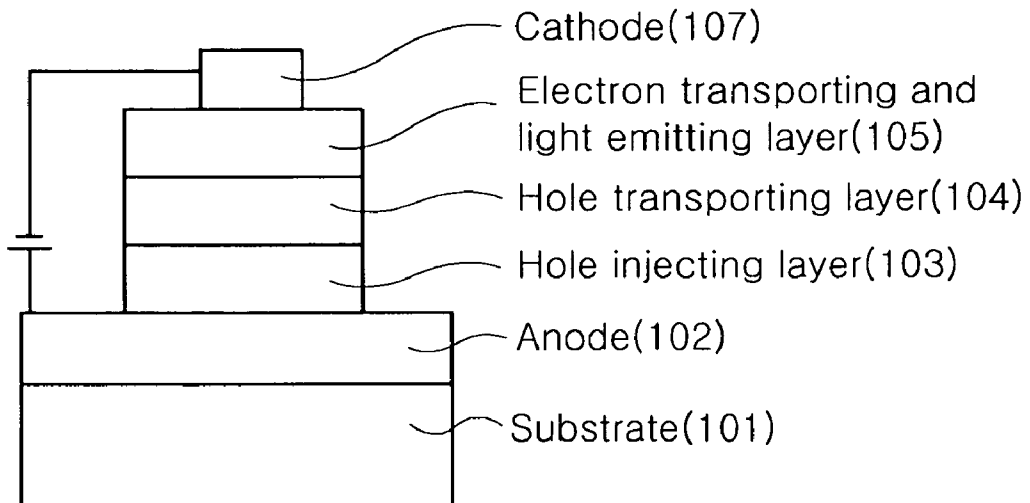 Cathode(107)
Electron transporting and
light emitting layer(105)
Hole transporting layer(104)
Hole injecting layer(103)
Anode(102)
Substrate(101)